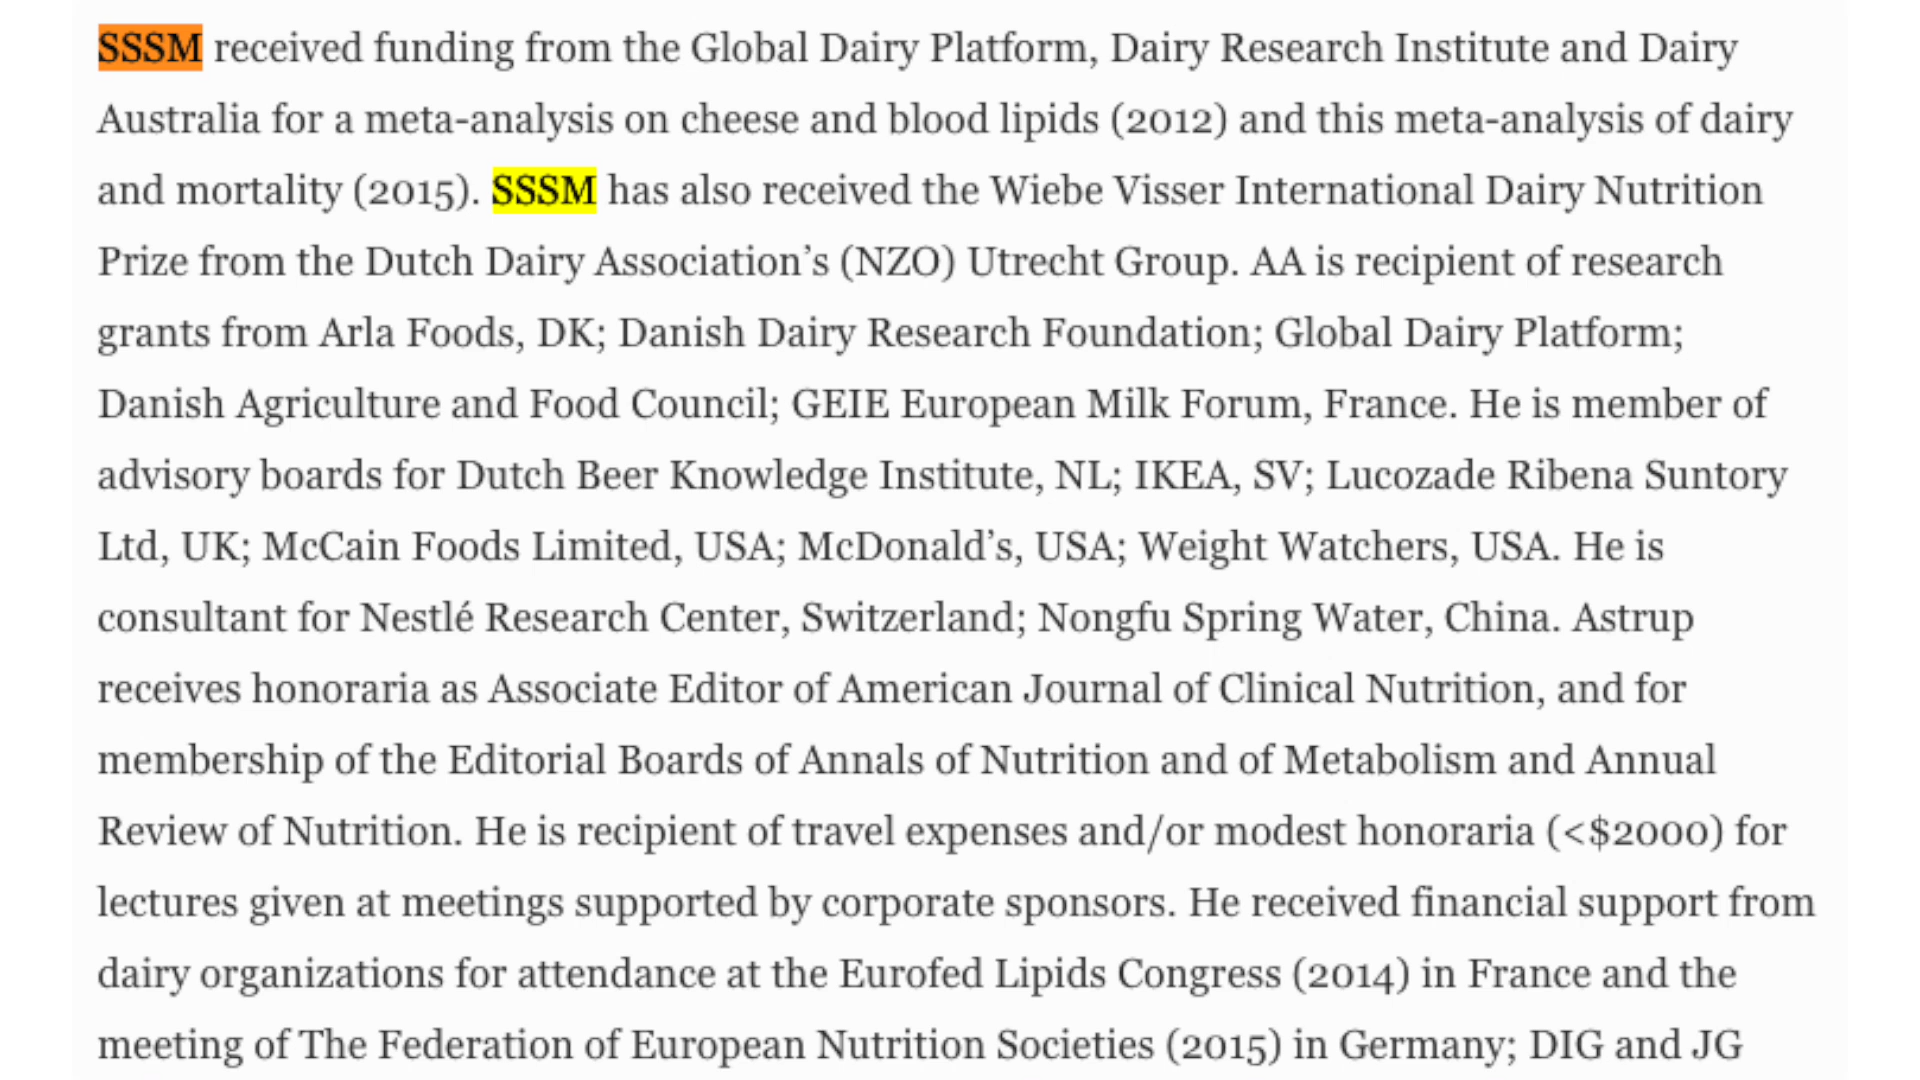 SSSM received funding from the Global Dairy Platform, Dairy Research Institute and Dairy
Australia for a meta-analysis on cheese and blood lipids (2012) and this meta-analysis of dairy
and mortality (2015). SSSM has also received the Wiebe Visser International Dairy Nutrition
Prize from the Dutch Dairy Association’s (NZO) Utrecht Group. AA is recipient of research
grants from Arla Foods, DK; Danish Dairy Research Foundation; Global Dairy Platform;
Danish Agriculture and Food Council; GEIE European Milk Forum, France. He is member of
advisory boards for Dutch Beer Knowledge Institute, NL; IKEA, SV; Lucozade Ribena Suntory
Ltd, UK; McCain Foods Limited, USA; McDonald’s, USA; Weight Watchers, USA. He is
consultant for Nestlé Research Center, Switzerland; Nongfu Spring Water, China. Astrup
receives honoraria as Associate Editor of American Journal of Clinical Nutrition, and for
membership of the Editorial Boards of Annals of Nutrition and of Metabolism and Annual
Review of Nutrition. He is recipient of travel expenses and/or modest honoraria (<$2000) for
lectures given at meetings supported by corporate sponsors. He received financial support from
dairy organizations for attendance at the Eurofed Lipids Congress (2014) in France and the
meeting of The Federation of European Nutrition Societies (2015) in Germany; DIG and JG